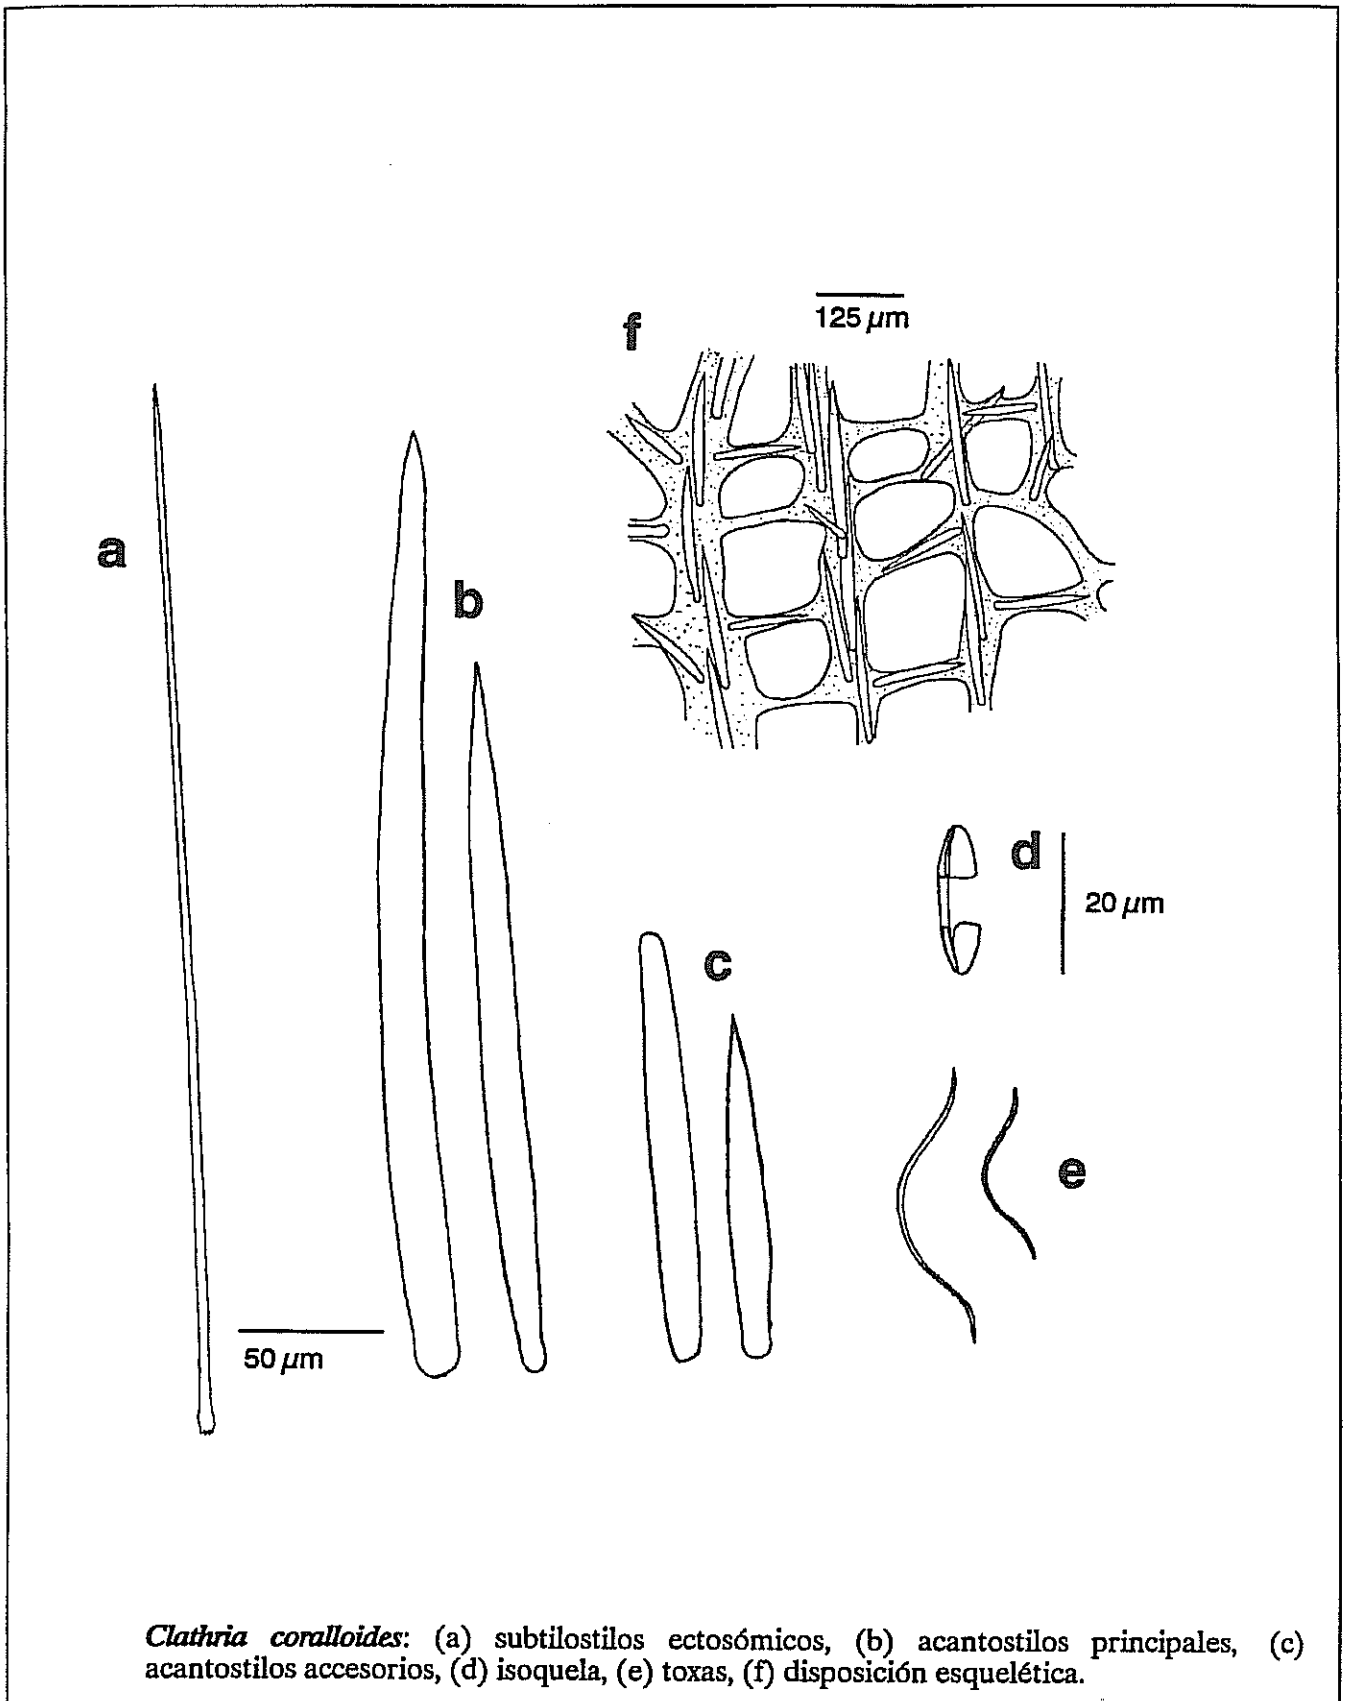 f
125 µm
a
b
d
20 µm
c
e
50 µm
Clathria coralloides: (a) subtilostilos ectosómicos, (b) acantostilos principales, (c)
acantostilos accesorios, (d) isoquela, (e) toxas, (f) disposición esquelética.